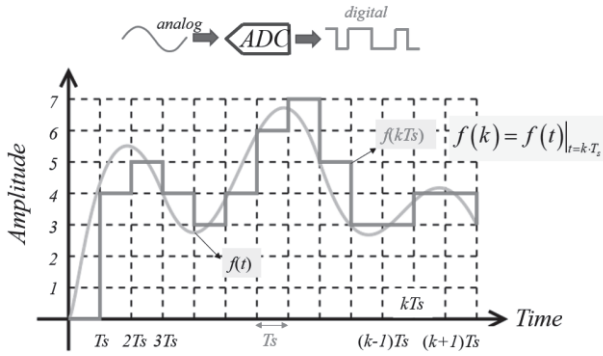 analog
ADC
digital
Amplitude
7
6
5
4
3
2
1
f(kTs)
f(k) = f(t)|t=k·Ts
f(t)
kTs
Time
Ts 2Ts 3Ts Ts (k-1)Ts (k+1)Ts